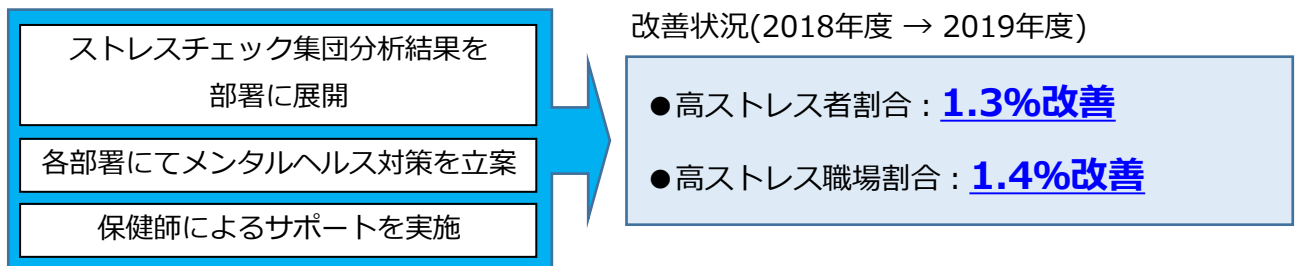 ストレスチェック集団分析結果を
部署に展開
各部署にてメンタルヘルス対策を立案
保健師によるサポートを実施
改善状況(2018年度 → 2019年度)
●高ストレス者割合：1.3%改善
●高ストレス職場割合：1.4%改善